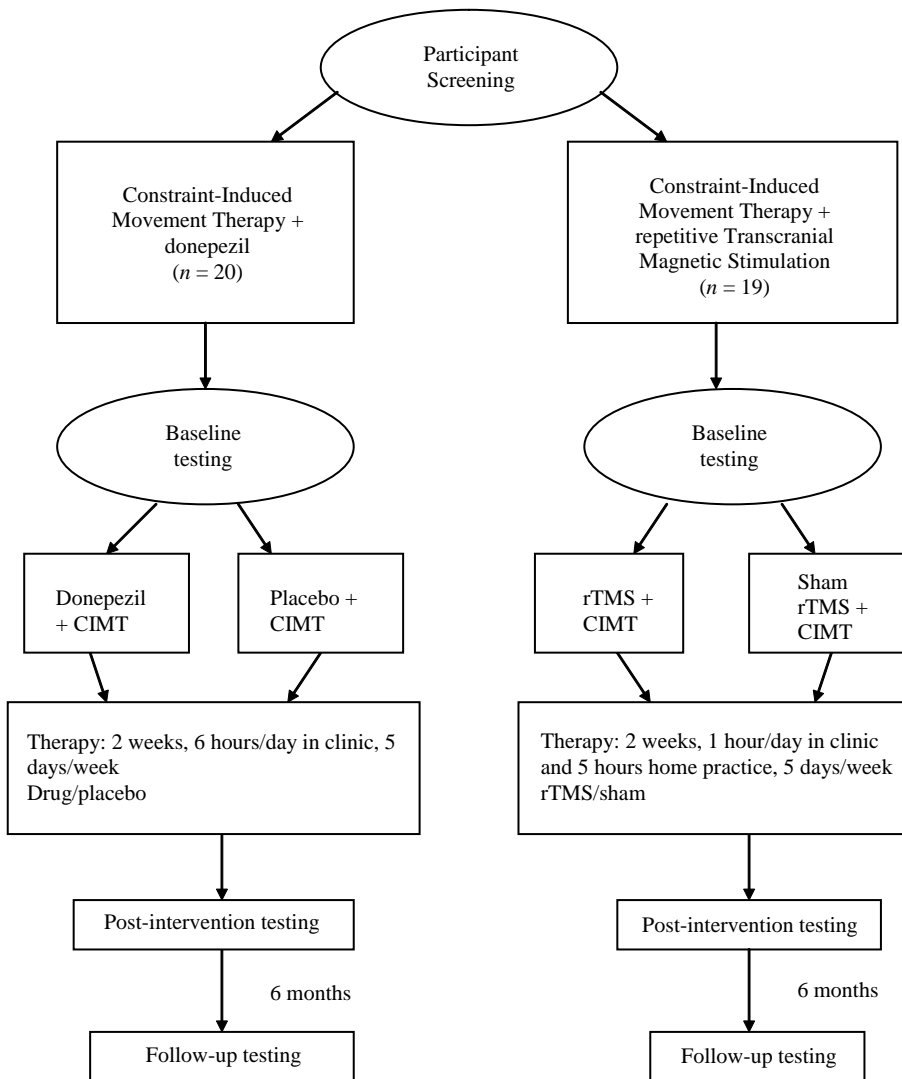 Participant
Screening
Constraint-Induced
Movement Therapy +
donepezil
(n = 20)
Constraint-Induced
Movement Therapy +
repetitive Transcranial
Magnetic Stimulation
(n = 19)
Baseline
testing
Baseline
testing
Donepezil
+ CIMT
Placebo +
CIMT
rTMS +
CIMT
Sham
rTMS +
CIMT
Therapy: 2 weeks, 6 hours/day in clinic, 5
days/week
Drug/placebo
Therapy: 2 weeks, 1 hour/day in clinic
and 5 hours home practice, 5 days/week
rTMS/sham
Post-intervention testing
Post-intervention testing
6 months
6 months
Follow-up testing
Follow-up testing